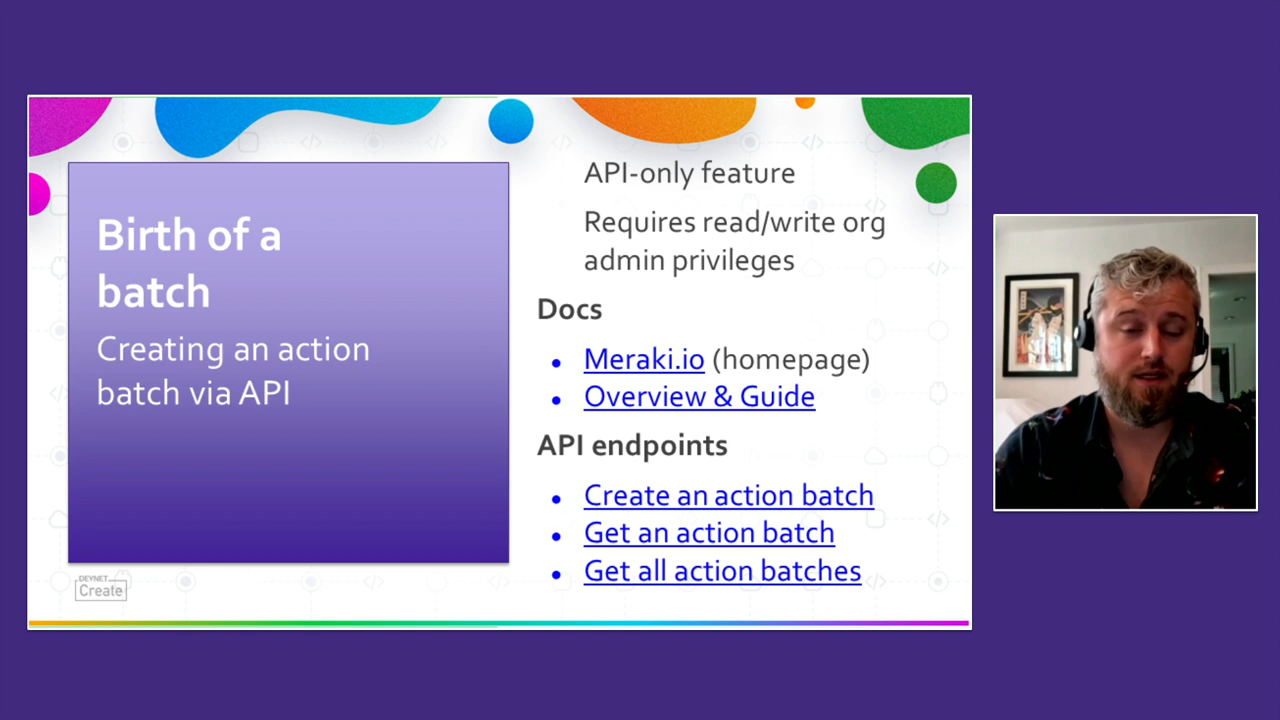 Birth of a
batch
Creating an action
batch via API
API-only feature
Requires read/write org
admin privileges
Docs
• Meraki.io (homepage)
• Overview & Guide
API endpoints
• Create an action batch
• Get an action batch
• Get all action batches
DEVNET
Create